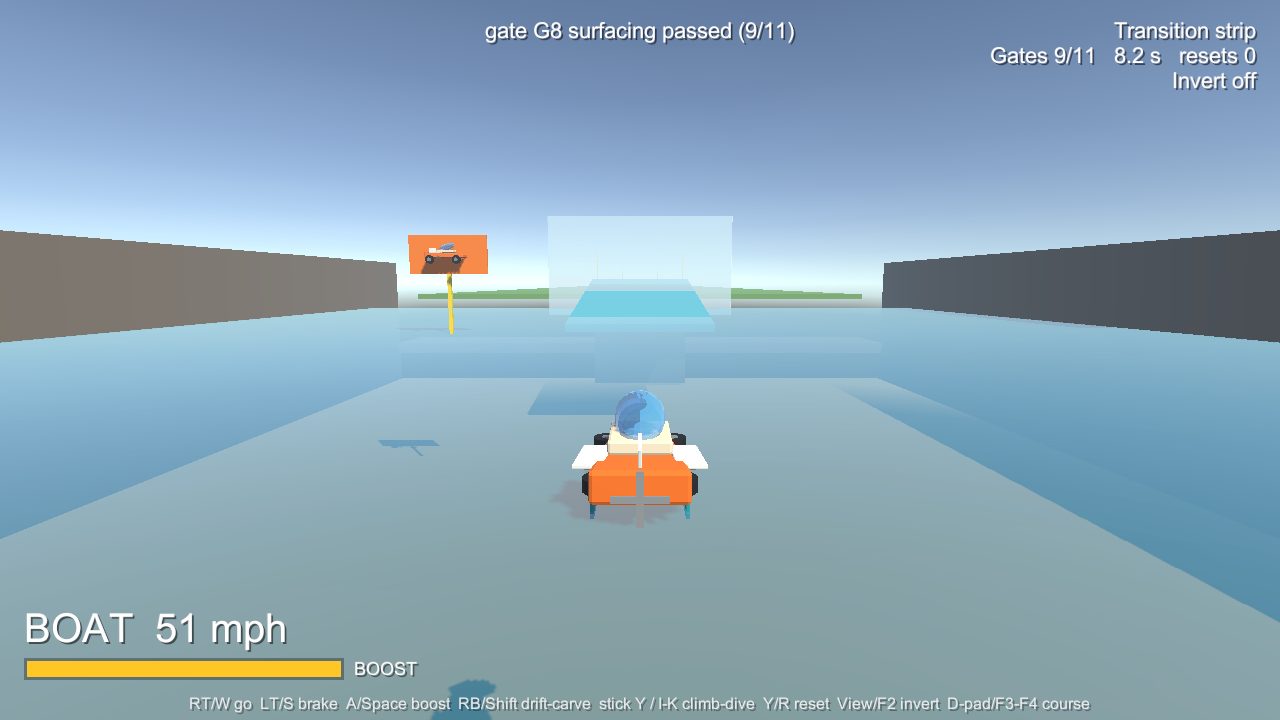 gate G8 surfacing passed (9/11)
Transition strip
Gates 9/11 8.2 s resets 0
Invert off
BOAT 51 mph
BOOST
RT/W go LT/S brake A/Space boost RB/Shift drift-carve stick Y / I-K climb-dive Y/R reset View/F2 invert D-pad/F3-F4 course